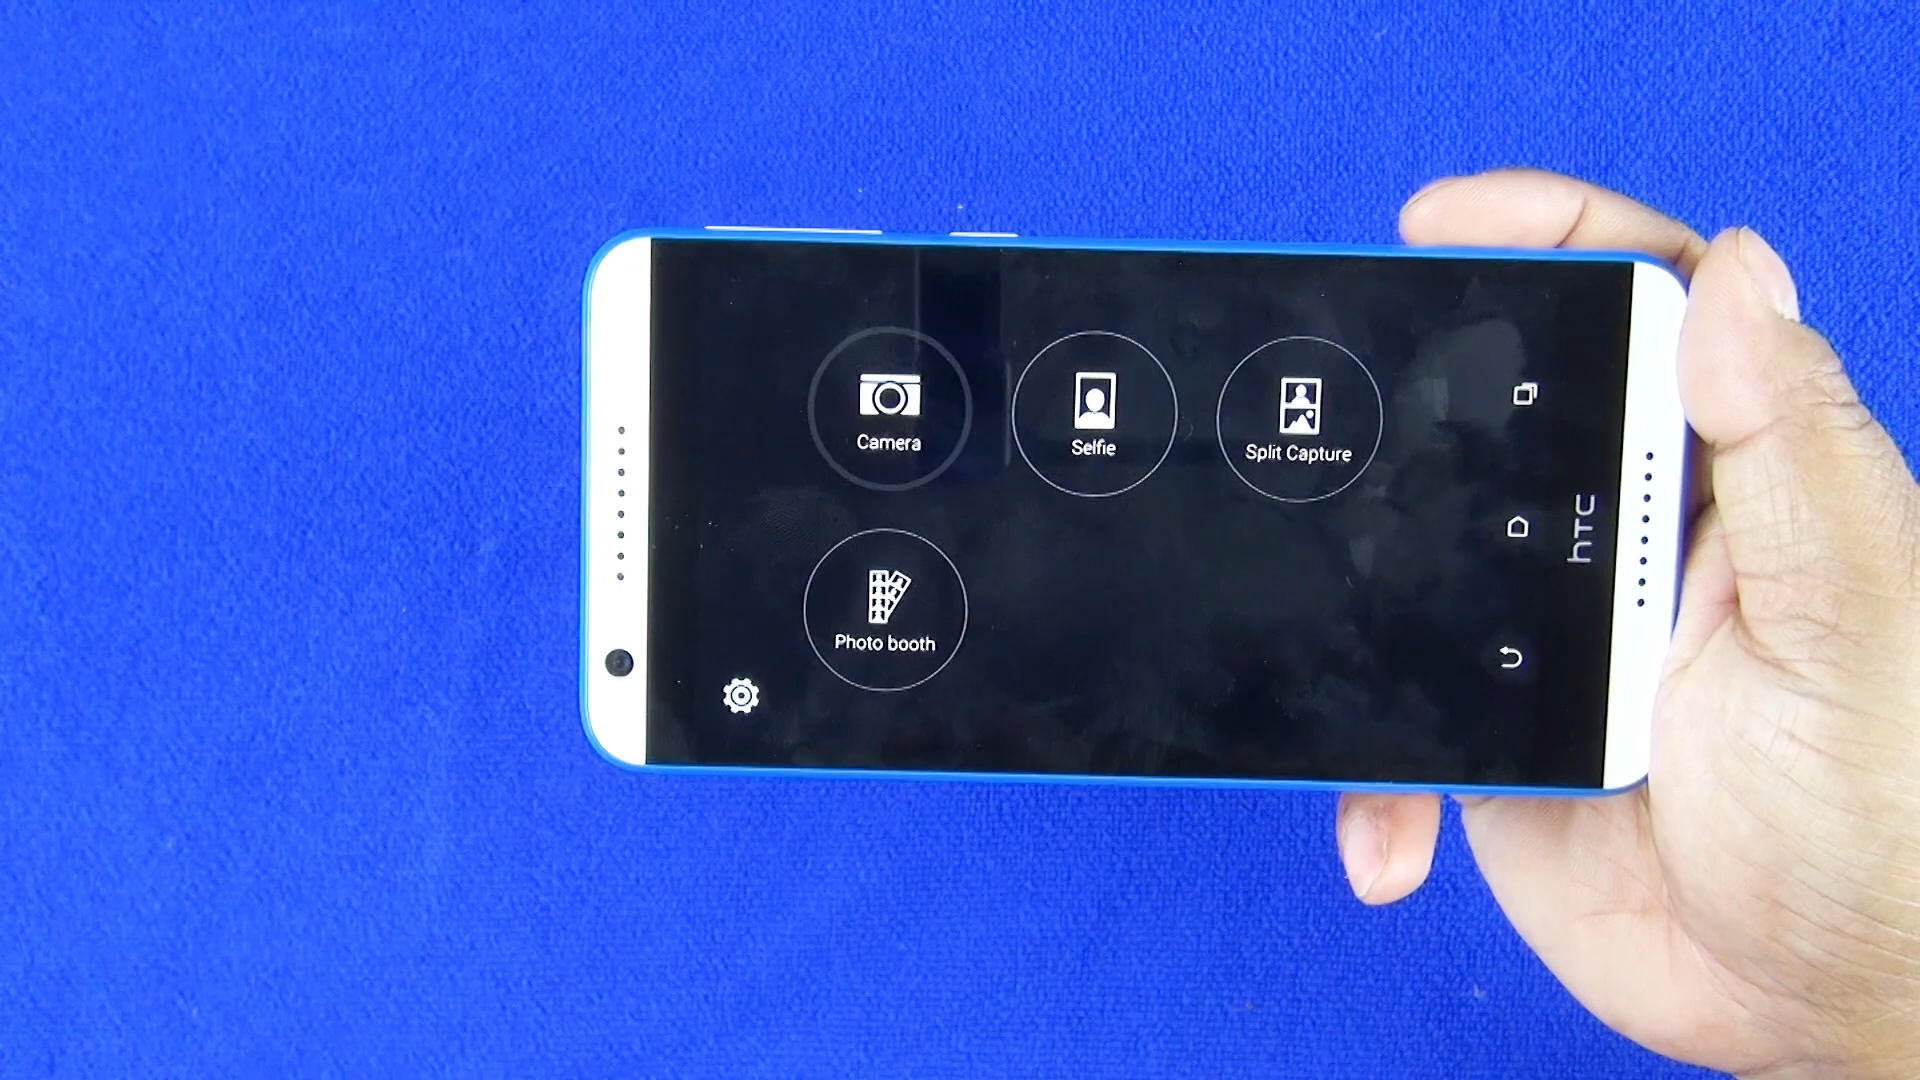 Camera
Selfie
Split Capture
Photo booth
hTC